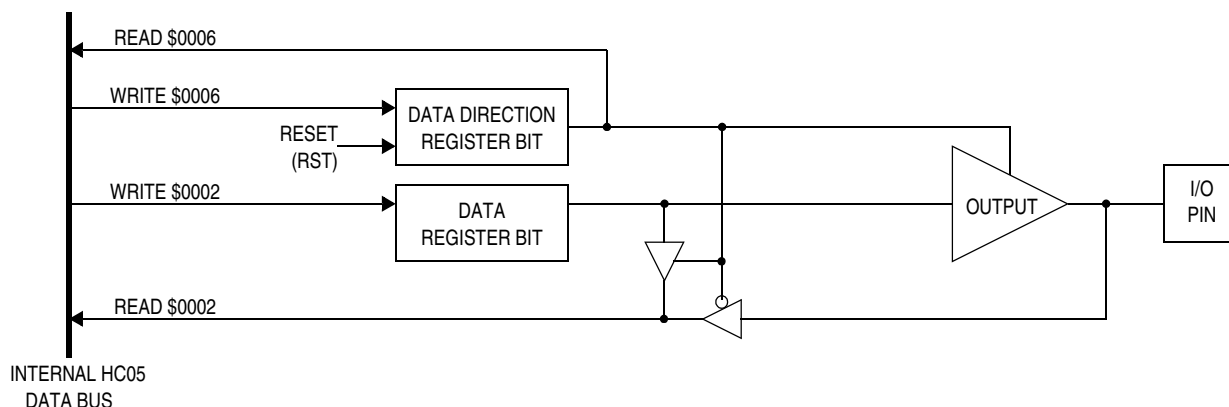 READ $0006
WRITE $0006
RESET
(RST)
DATA DIRECTION
REGISTER BIT
WRITE $0002
DATA
REGISTER BIT
OUTPUT
I/O
PIN
READ $0002
INTERNAL HC05
DATA BUS